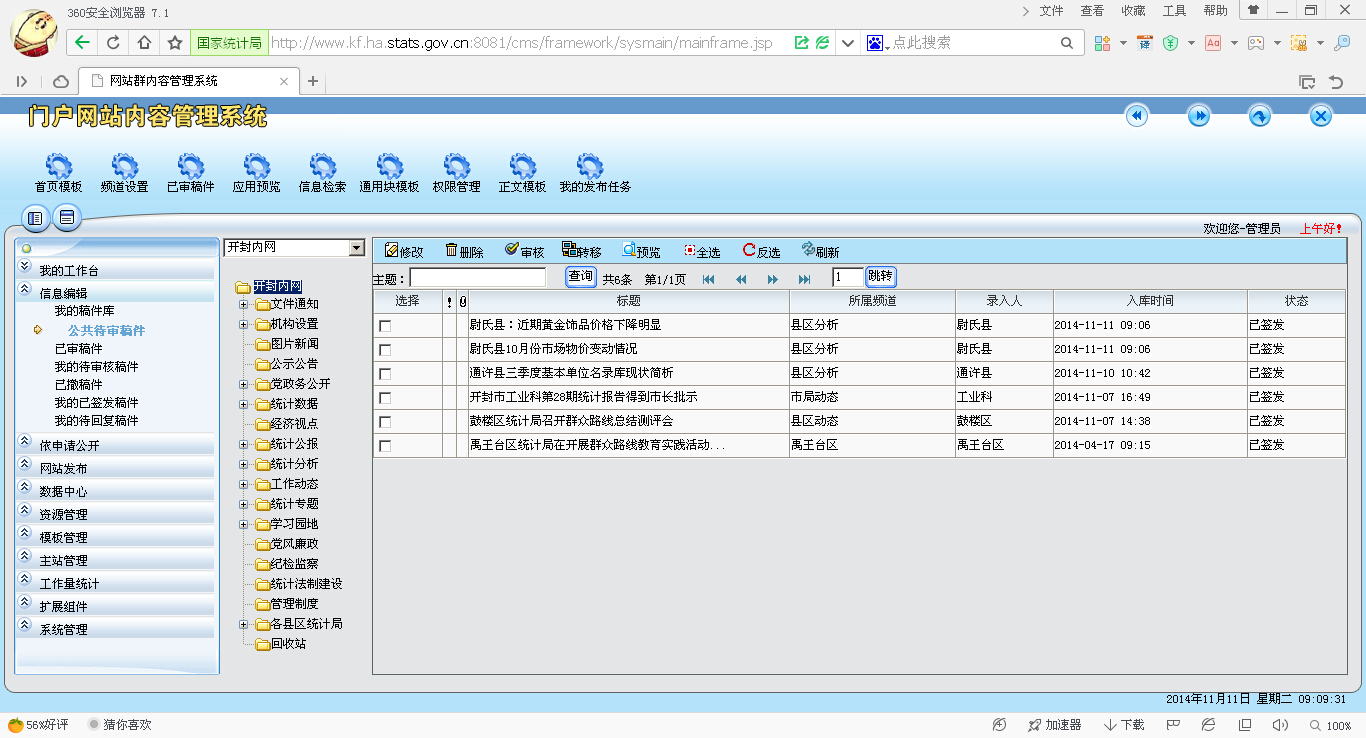 360安全浏览器 7.1
文件 查看 收藏 工具 帮助
国家统计局 http://www.kf.ha.stats.gov.cn:8081/cms/framework/sysmain/mainframe.jsp 点此搜索
网站群内容管理系统
门户网站内容管理系统
首页模板 频道设置 已审稿件 应用预览 信息检索 通用块模板 权限管理 正文模板 我的发布任务
欢迎您-管理员 上午好!
我的工作台
信息编辑
我的稿件库
公共待审稿件
已审稿件
我的待审核稿件
已撤稿件
我的已签发稿件
我的待回复稿件
依申请公开
网站发布
数据中心
资源管理
模板管理
主站管理
工作量统计
扩展组件
系统管理
开封内网
开封内网
文件通知
机构设置
图片新闻
公示公告
党政务公开
统计数据
经济视点
统计公报
统计分析
工作动态
统计专题
学习园地
党风廉政
纪检监察
统计法制建设
管理制度
各县区统计局
回收站
修改 删除 审核 转移 预览 全选 反选 刷新
主题： 查询 共6条 第1/1页 1 跳转
选择 ! 标题 所属频道 录入人 入库时间 状态
尉氏县：近期黄金饰品价格下降明显 县区分析 尉氏县 2014-11-11 09:06 已签发
尉氏县10月份市场物价变动情况 县区分析 尉氏县 2014-11-11 09:06 已签发
通许县三季度基本单位名录库现状简析 县区分析 通许县 2014-11-10 10:42 已签发
开封市工业科第28期统计报告得到市长批示 市局动态 工业科 2014-11-07 16:49 已签发
鼓楼区统计局召开群众路线总结测评会 县区动态 鼓楼区 2014-11-07 14:38 已签发
禹王台区统计局在开展群众路线教育实践活动... 禹王台区 禹王台区 2014-04-17 09:15 已签发
2014年11月11日 星期二 09:09:31
56%好评 猜你喜欢 加速器 下载 100%